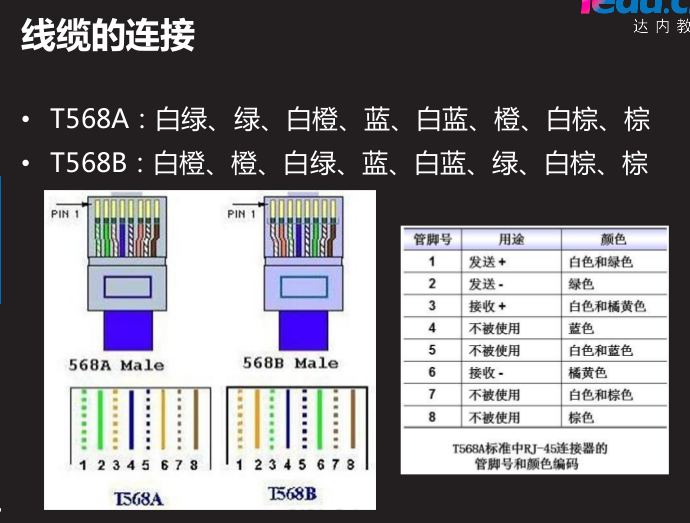 线缆的连接
达内教
• T568A：白绿、绿、白橙、蓝、白蓝、橙、白棕、棕
• T568B：白橙、橙、白绿、蓝、白蓝、绿、白棕、棕
PIN 1
PIN 1
568A Male
568B Male
1 2 3 4 5 6 7 8
1 2 3 4 5 6 7 8
T568A
T568B
管脚号 用途 颜色
1 发送+ 白色和绿色
2 发送- 绿色
3 接收+ 白色和橘黄色
4 不被使用 蓝色
5 不被使用 白色和蓝色
6 接收- 橘黄色
7 不被使用 白色和棕色
8 不被使用 棕色
T568A标准中RJ-45连接器的
管脚号和颜色编码